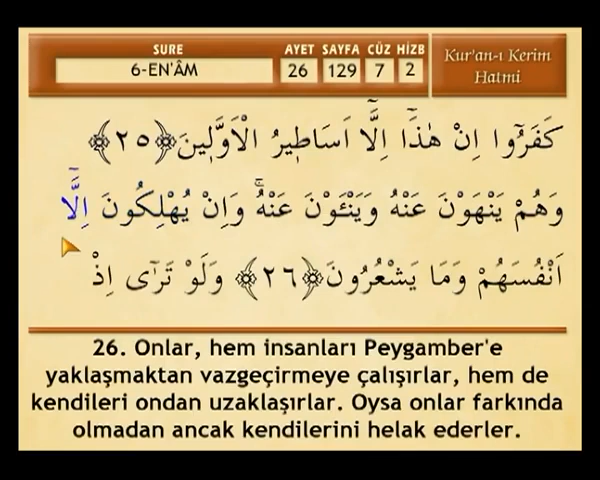 SURE AYET SAYFA CÜZ HİZB
6-EN'ÂM 26 129 7 2
Kur'an-ı Kerim
Hatmi
كَفَرُٓوا اِنْ هٰذَٓا اِلَّٓا اَسَاط۪يرُ الْاَوَّل۪ينَ ﴿٢٥﴾
وَهُمْ يَنْهَوْنَ عَنْهُ وَيَنْـَٔوْنَ عَنْهُۚ وَاِنْ يُهْلِكُونَ اِلَّٓا
اَنْفُسَهُمْ وَمَا يَشْعُرُونَ ﴿٢٦﴾ وَلَوْ تَرٰٓى اِذْ
26. Onlar, hem insanları Peygamber'e
yaklaşmaktan vazgeçirmeye çalışırlar, hem de
kendileri ondan uzaklaşırlar. Oysa onlar farkında
olmadan ancak kendilerini helak ederler.